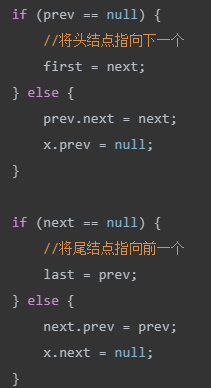 if (prev == null) {
    //将头结点指向下一个
    first = next;
} else {
    prev.next = next;
    x.prev = null;
}

if (next == null) {
    //将尾结点指向前一个
    last = prev;
} else {
    next.prev = prev;
    x.next = null;
}